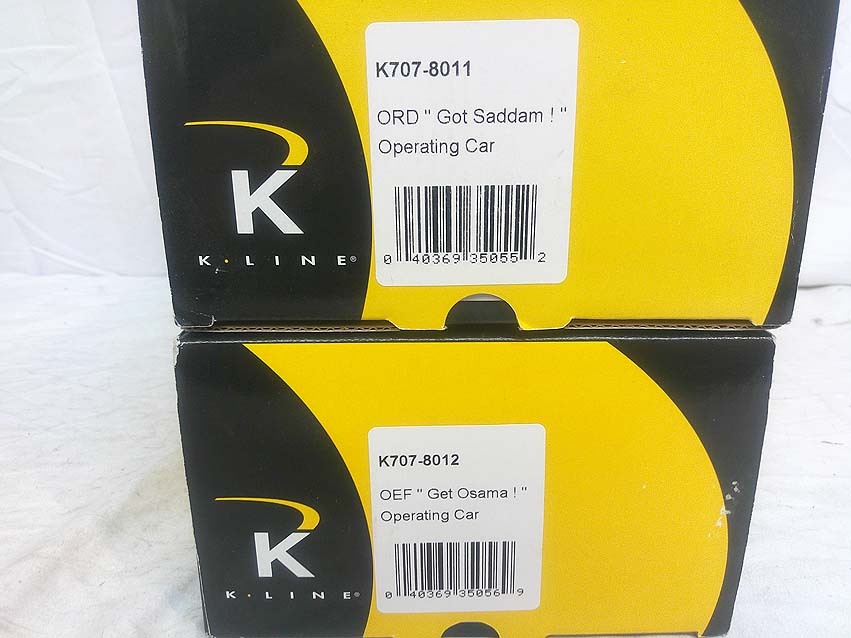 K707-8011
ORD " Got Saddam ! "
Operating Car
0 40369 35055 2
K
K·LINE®
K707-8012
OEF " Get Osama ! "
Operating Car
0 40369 35056 9
K
K·LINE®